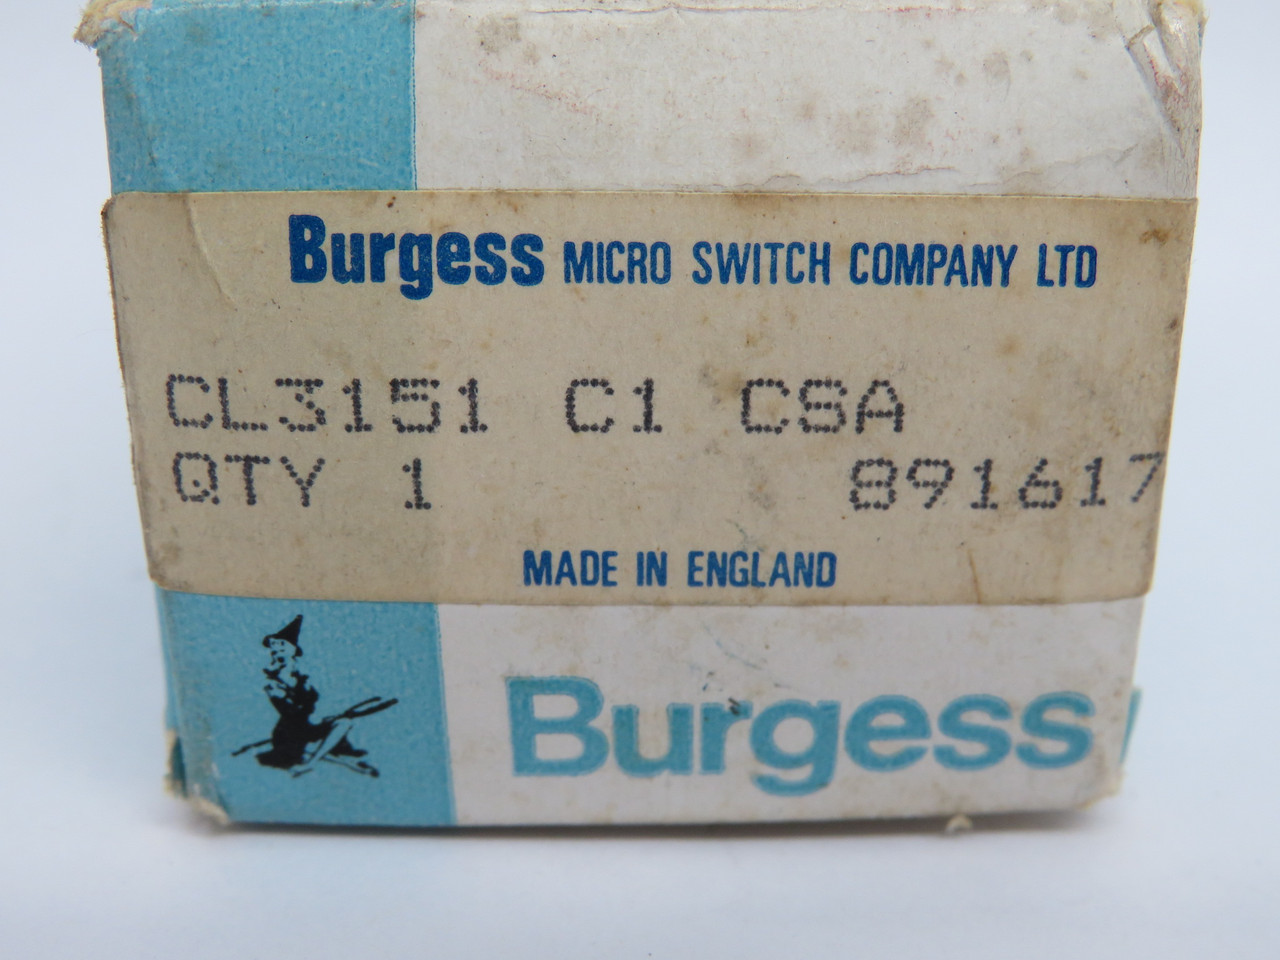 Burgess MICRO SWITCH COMPANY LTD
CL3151 C1 CSA
QTY 1 891617
MADE IN ENGLAND
Burgess